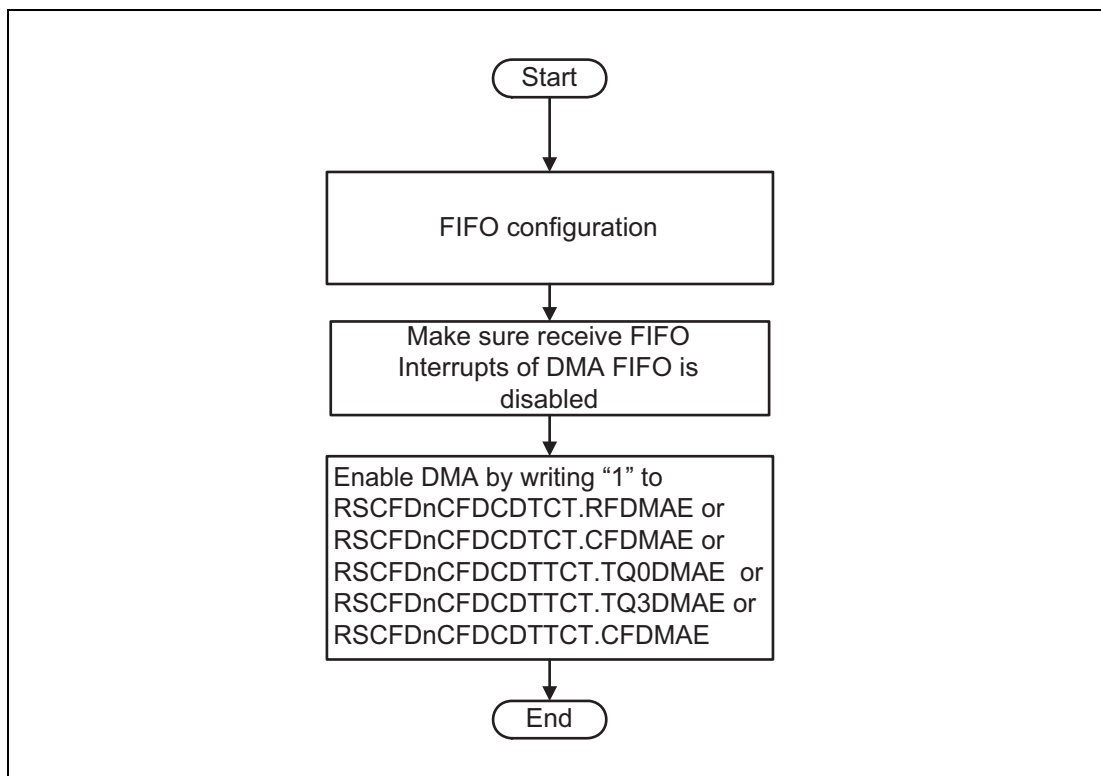 Start
FIFO configuration
Make sure receive FIFO
Interrupts of DMA FIFO is
disabled
Enable DMA by writing “1” to
RSCFDnCFDCDTCT.RFDMAE or
RSCFDnCFDCDTCT.CFDMAE or
RSCFDnCFDCDTTCT.TQ0DMAE or
RSCFDnCFDCDTTCT.TQ3DMAE or
RSCFDnCFDCDTTCT.CFDMAE
End